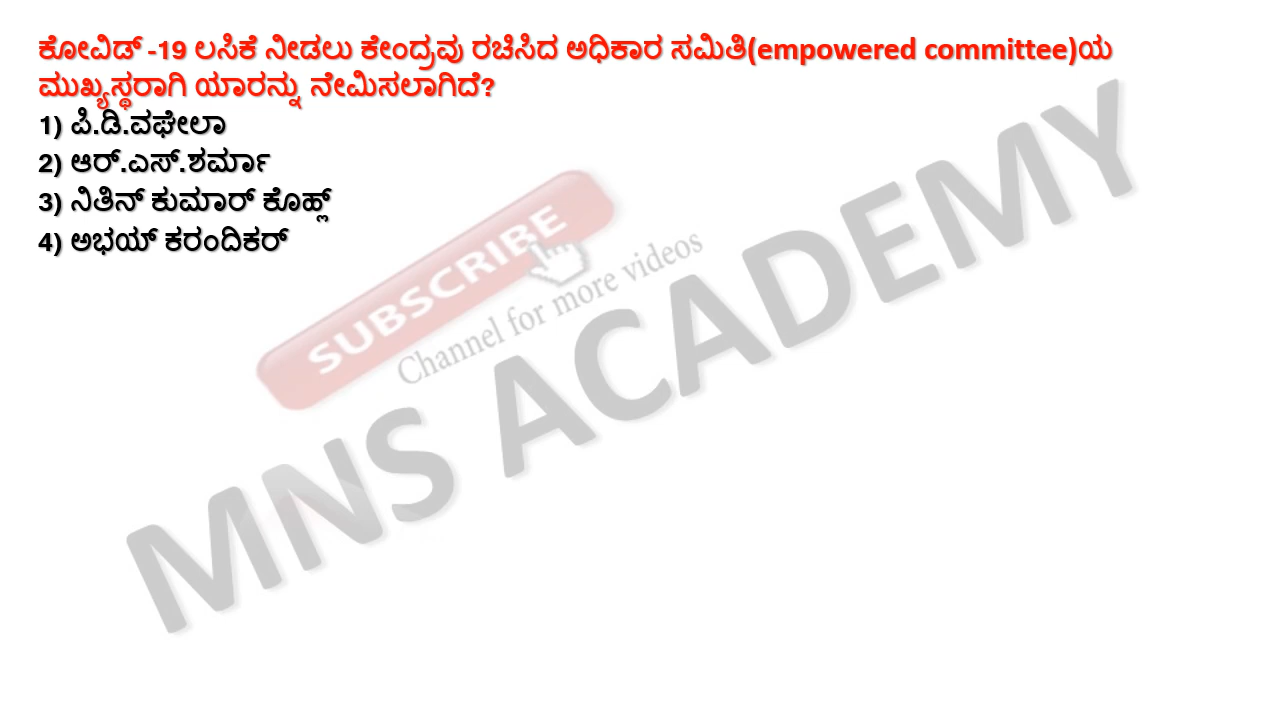 ಕೋವಿಡ್ -19 ಲಸಿಕೆ ನೀಡಲು ಕೇಂದ್ರವು ರಚಿಸಿದ ಅಧಿಕಾರ ಸಮಿತಿ(empowered committee)ಯ
ಮುಖ್ಯಸ್ಥರಾಗಿ ಯಾರನ್ನು ನೇಮಿಸಲಾಗಿದೆ?
1) ಪಿ.ಡಿ.ವಘೇಲಾ
2) ಆರ್.ಎಸ್.ಶರ್ಮಾ
3) ನಿತಿನ್ ಕುಮಾರ್ ಕೊಹ್ಲ್
4) ಅಭಯ್ ಕರಂದಿಕರ್
SUBSCRIBE
Channel for more videos
MNS ACADEMY